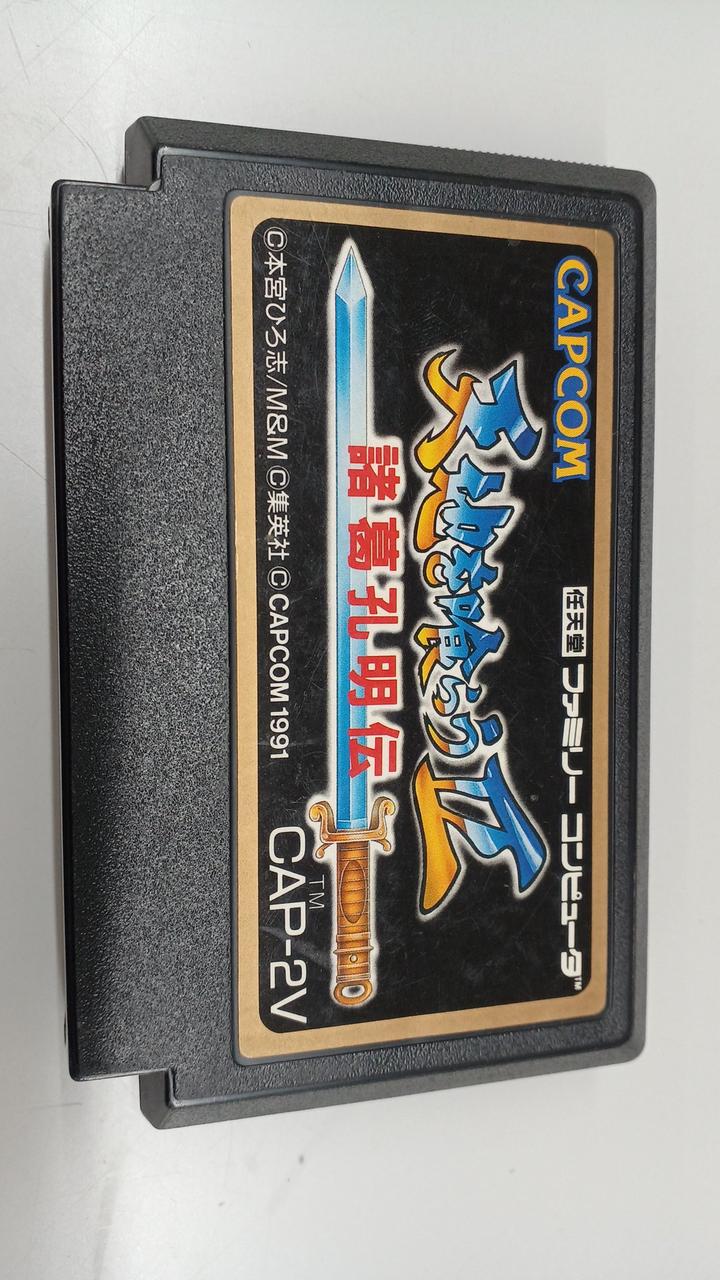 CAPCOM
任天堂 ファミリー コンピュータ™
天地を喰らうII
諸葛孔明伝
©本宮ひろ志/M&M ©集英社 ©CAPCOM 1991
CAP-2V™